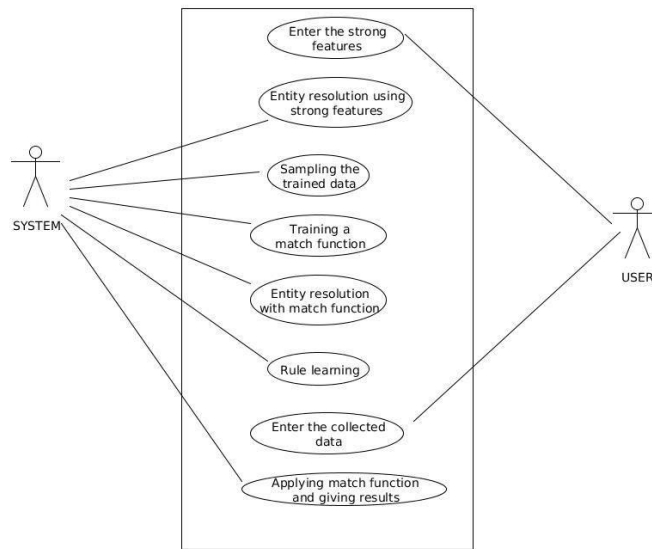 Enter the strong
features
Entity resolution using
strong features
Sampling the
trained data
SYSTEM
Training a
match function
USER
Entity resolution
with match function
Rule learning
Enter the collected
data
Applying match function
and giving results